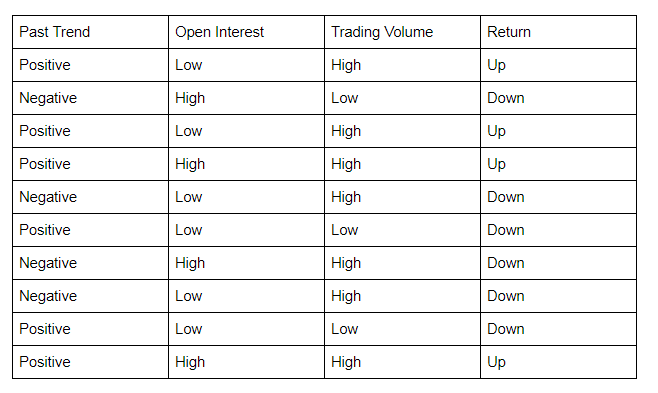 Past Trend Open Interest Trading Volume Return
Positive Low High Up
Negative High Low Down
Positive Low High Up
Positive High High Up
Negative Low High Down
Positive Low Low Down
Negative High High Down
Negative Low High Down
Positive Low Low Down
Positive High High Up